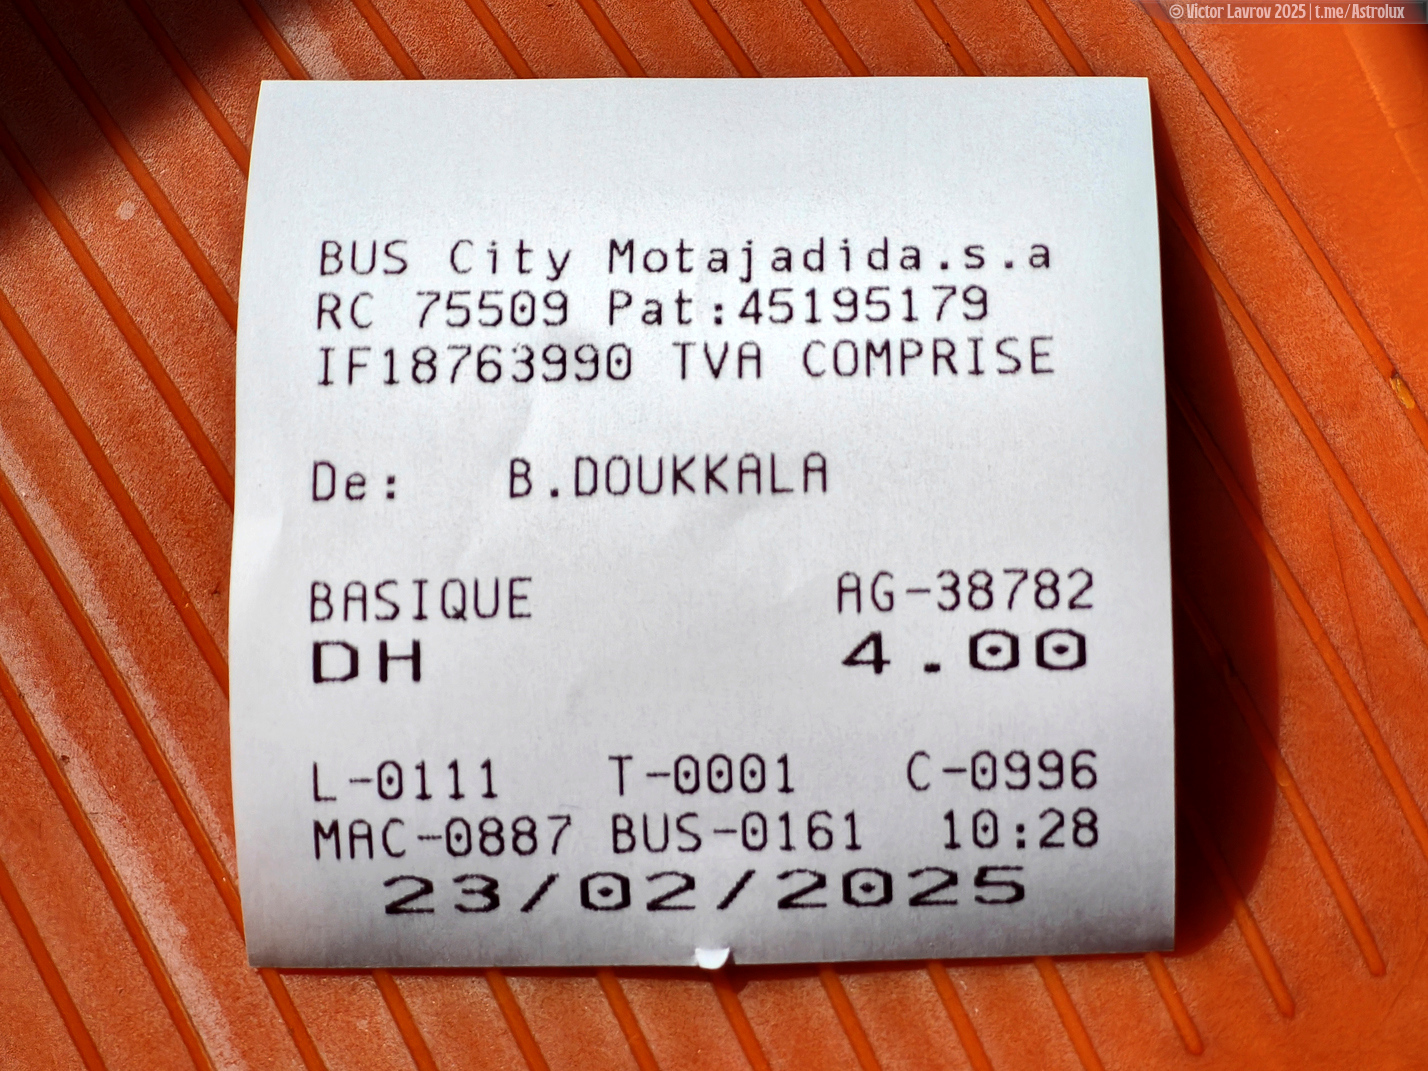 © Victor Lavrov 2025 | t.me/Astrolux
BUS City Motajadida.s.a
RC 75509 Pat:45195179
IF18763990 TVA COMPRISE
De: B.DOUKKALA
BASIQUE AG-38782
DH 4.00
L-0111 T-0001 C-0996
MAC-0887 BUS-0161 10:28
23/02/2025